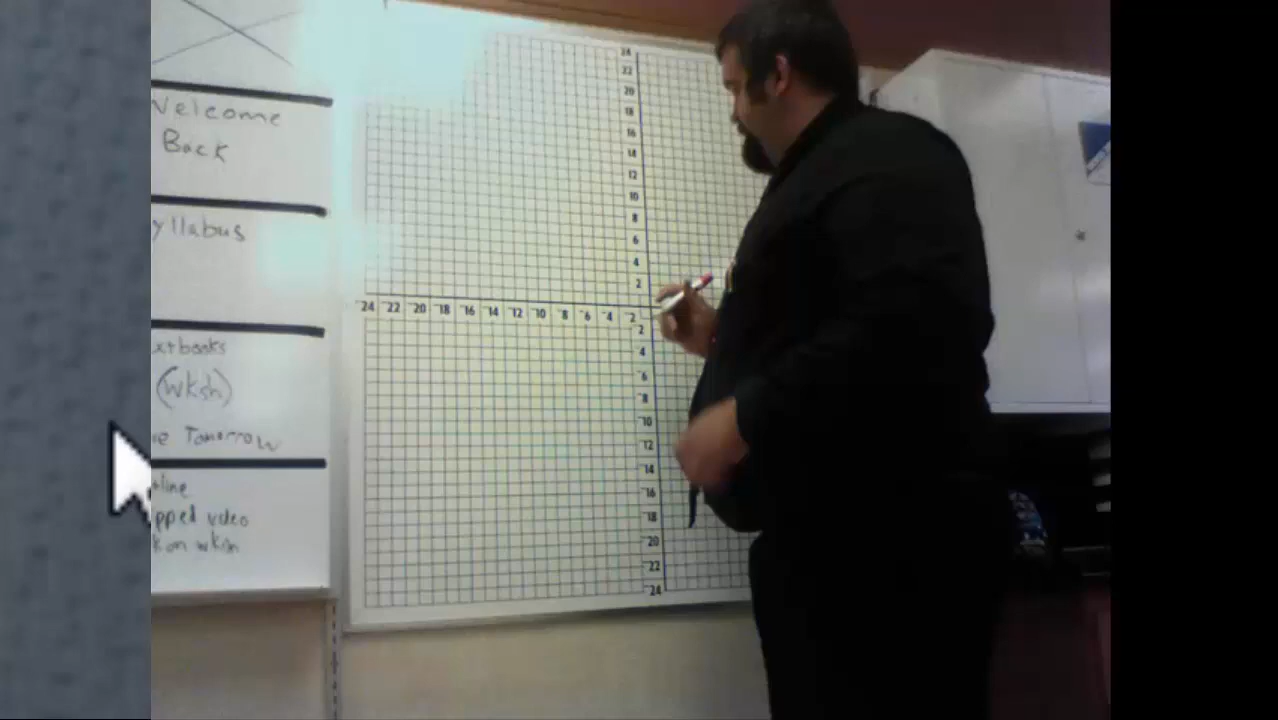 Welcome
Back
yllabus
xtbooks
(wksh)
e Tomorrow
line
pped video
k on wksh
24
22
20
18
16
14
12
10
8
6
4
2
-24 -22 -20 -18 -16 -14 -12 -10 -8 -6 -4 -2
-2
-4
-6
-8
-10
-12
-14
-16
-18
-20
-22
-24